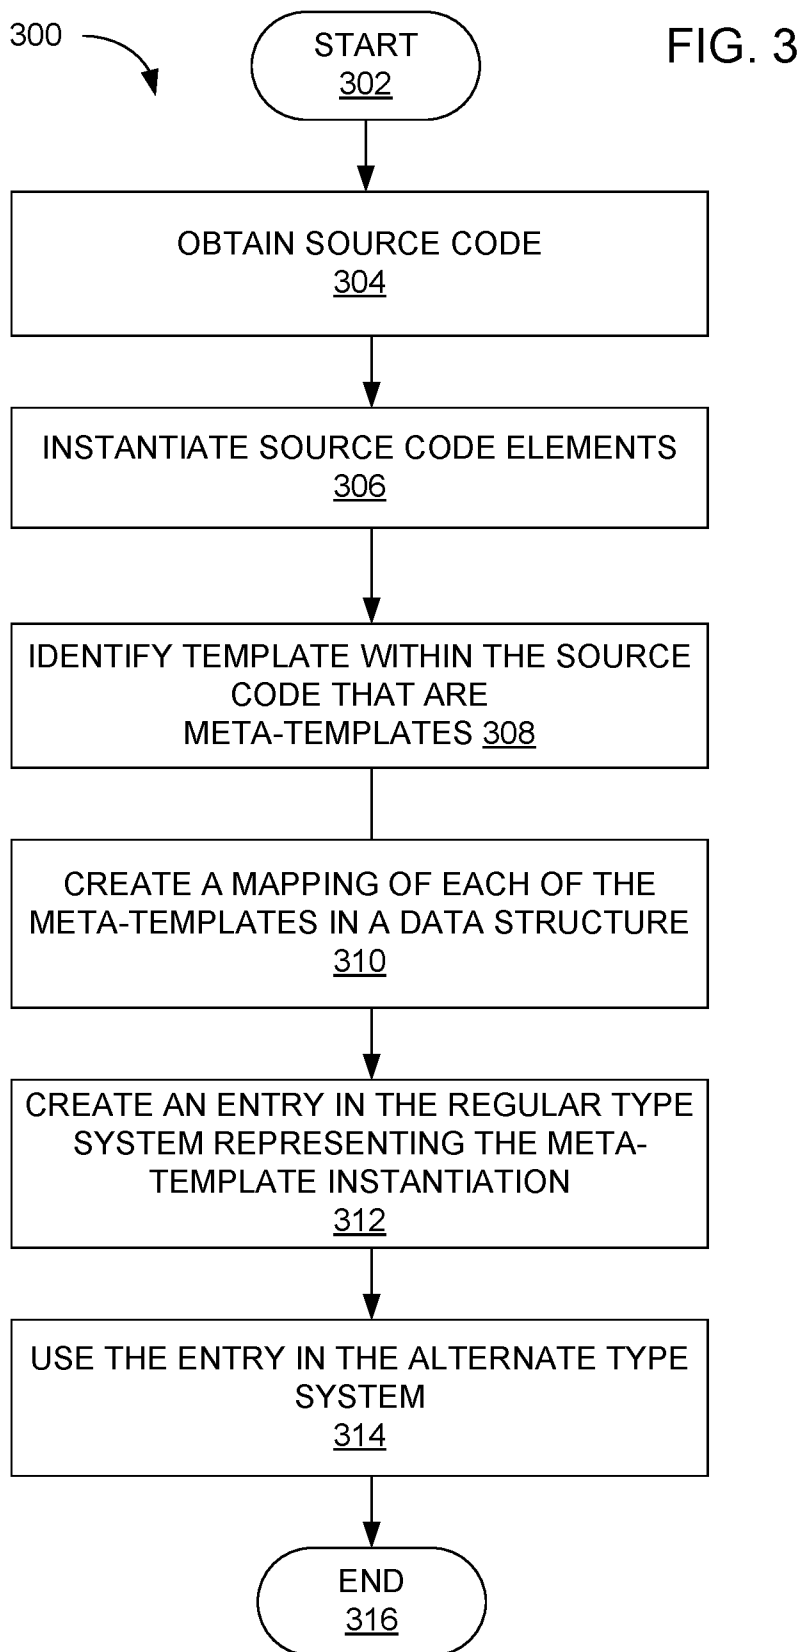 300
START
302
FIG. 3
OBTAIN SOURCE CODE
304
INSTANTIATE SOURCE CODE ELEMENTS
306
IDENTIFY TEMPLATE WITHIN THE SOURCE
CODE THAT ARE
META-TEMPLATES 308
CREATE A MAPPING OF EACH OF THE
META-TEMPLATES IN A DATA STRUCTURE
310
CREATE AN ENTRY IN THE REGULAR TYPE
SYSTEM REPRESENTING THE META-
TEMPLATE INSTANTIATION
312
USE THE ENTRY IN THE ALTERNATE TYPE
SYSTEM
314
END
316